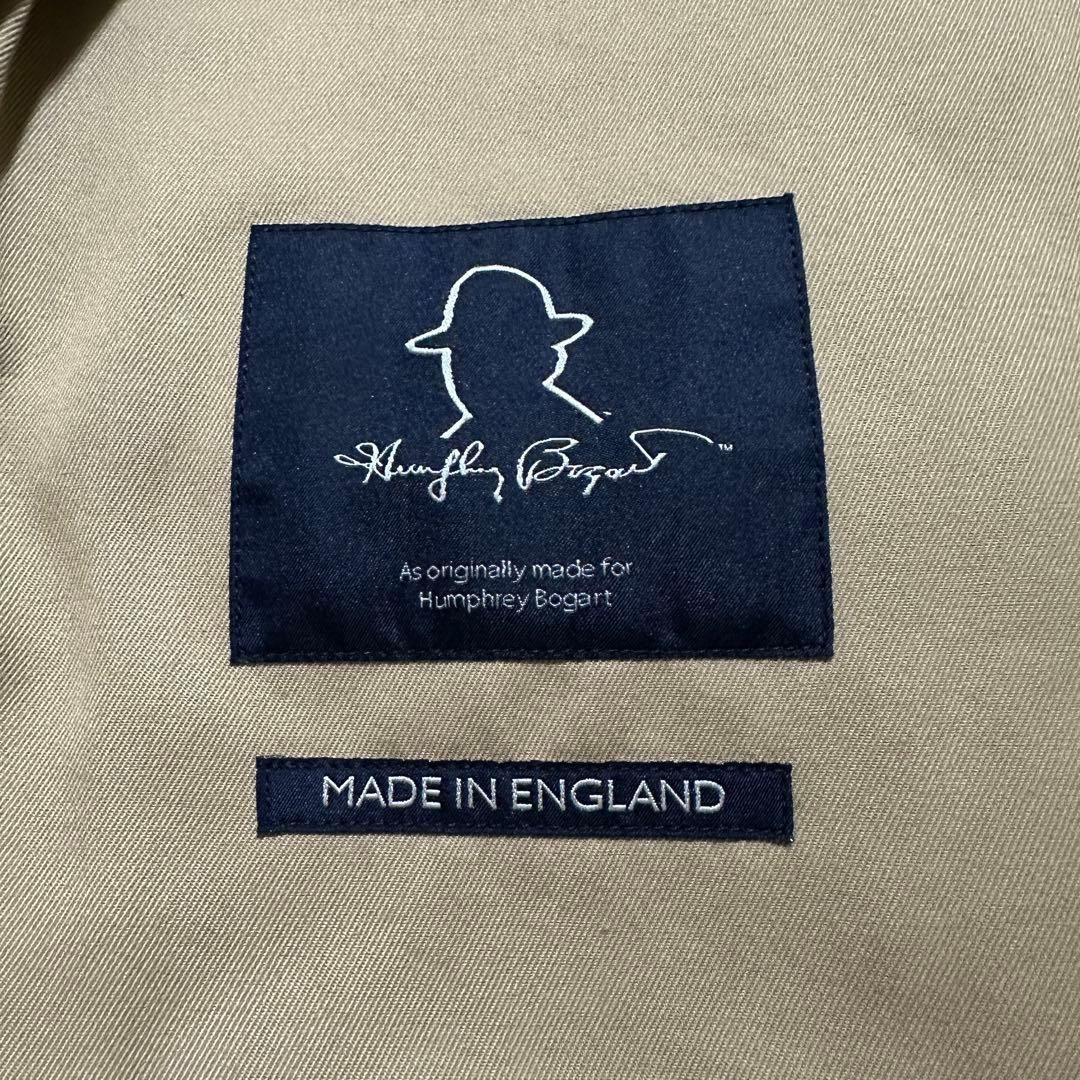 Humphrey Bogart™
As originally made for
Humphrey Bogart
MADE IN ENGLAND